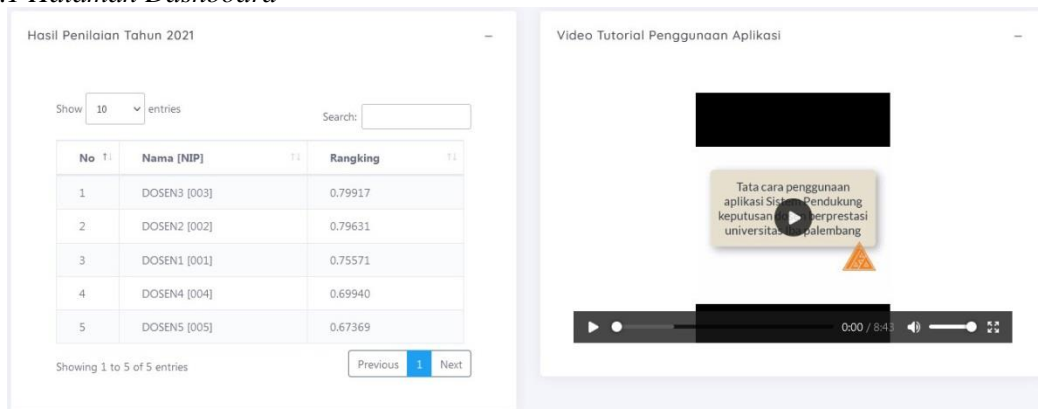 Halaman Dashboard
Hasil Penilaian Tahun 2021
Show 10 entries
Search:
No Nama [NIP] Rangking
1 DOSEN3 [003] 0.79917
2 DOSEN2 [002] 0.79631
3 DOSEN1 [001] 0.75571
4 DOSEN4 [004] 0.69940
5 DOSEN5 [005] 0.67369
Showing 1 to 5 of 5 entries
Previous 1 Next
Video Tutorial Penggunaan Aplikasi
Tata cara penggunaan
aplikasi Sistem Pendukung
keputusan berprestasi
universitas iba palembang
0:00 / 8:43